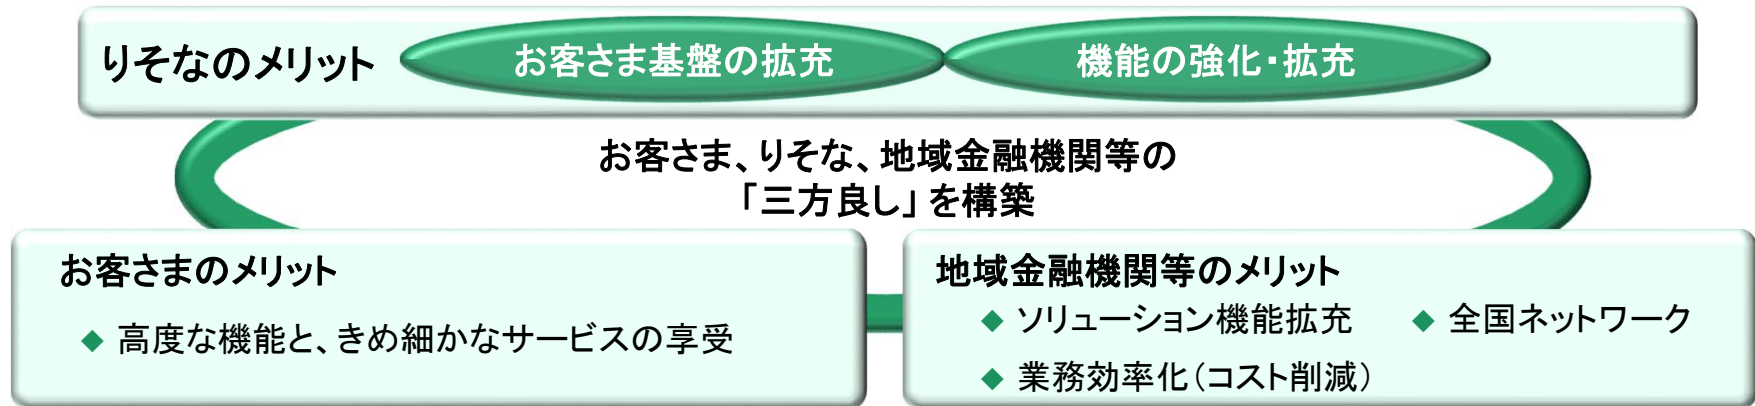 りそなのメリット お客さま基盤の拡充 機能の強化・拡充
お客さま、りそな、地域金融機関等の
「三方良し」を構築
お客さまのメリット
◆ 高度な機能と、きめ細かなサービスの享受
地域金融機関等のメリット
◆ ソリューション機能拡充 ◆ 全国ネットワーク
◆ 業務効率化(コスト削減)